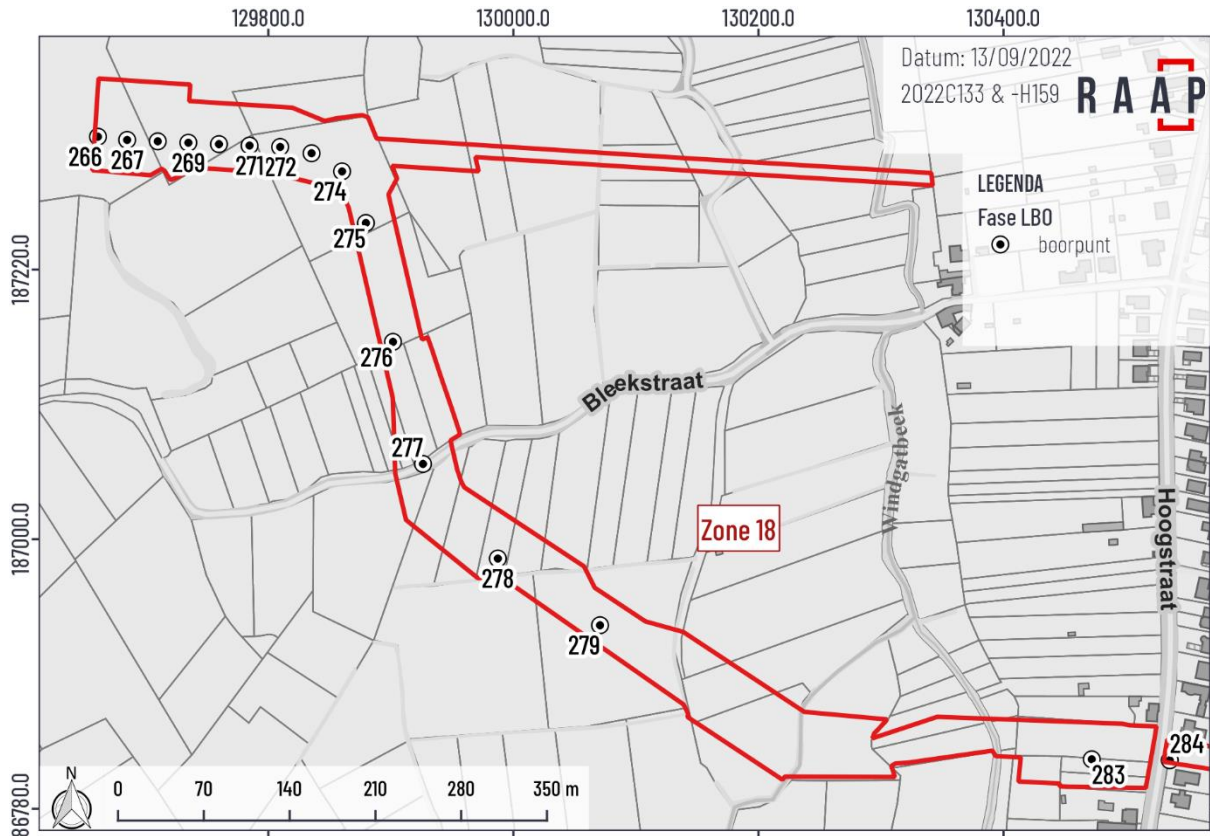 129800.0 130000.0 130200.0 130400.0
Datum: 13/09/2022
2022C133 & -H159
RAAP
LEGENDA
Fase LBO
boorpunt
187220.0
187000.0
86780.0
266
267
269
271
272
274
275
276
277
278
279
283
284
Bleekstraat
Windgatbeek
Hoogstraat
Zone 18
N
0 70 140 210 280 350 m